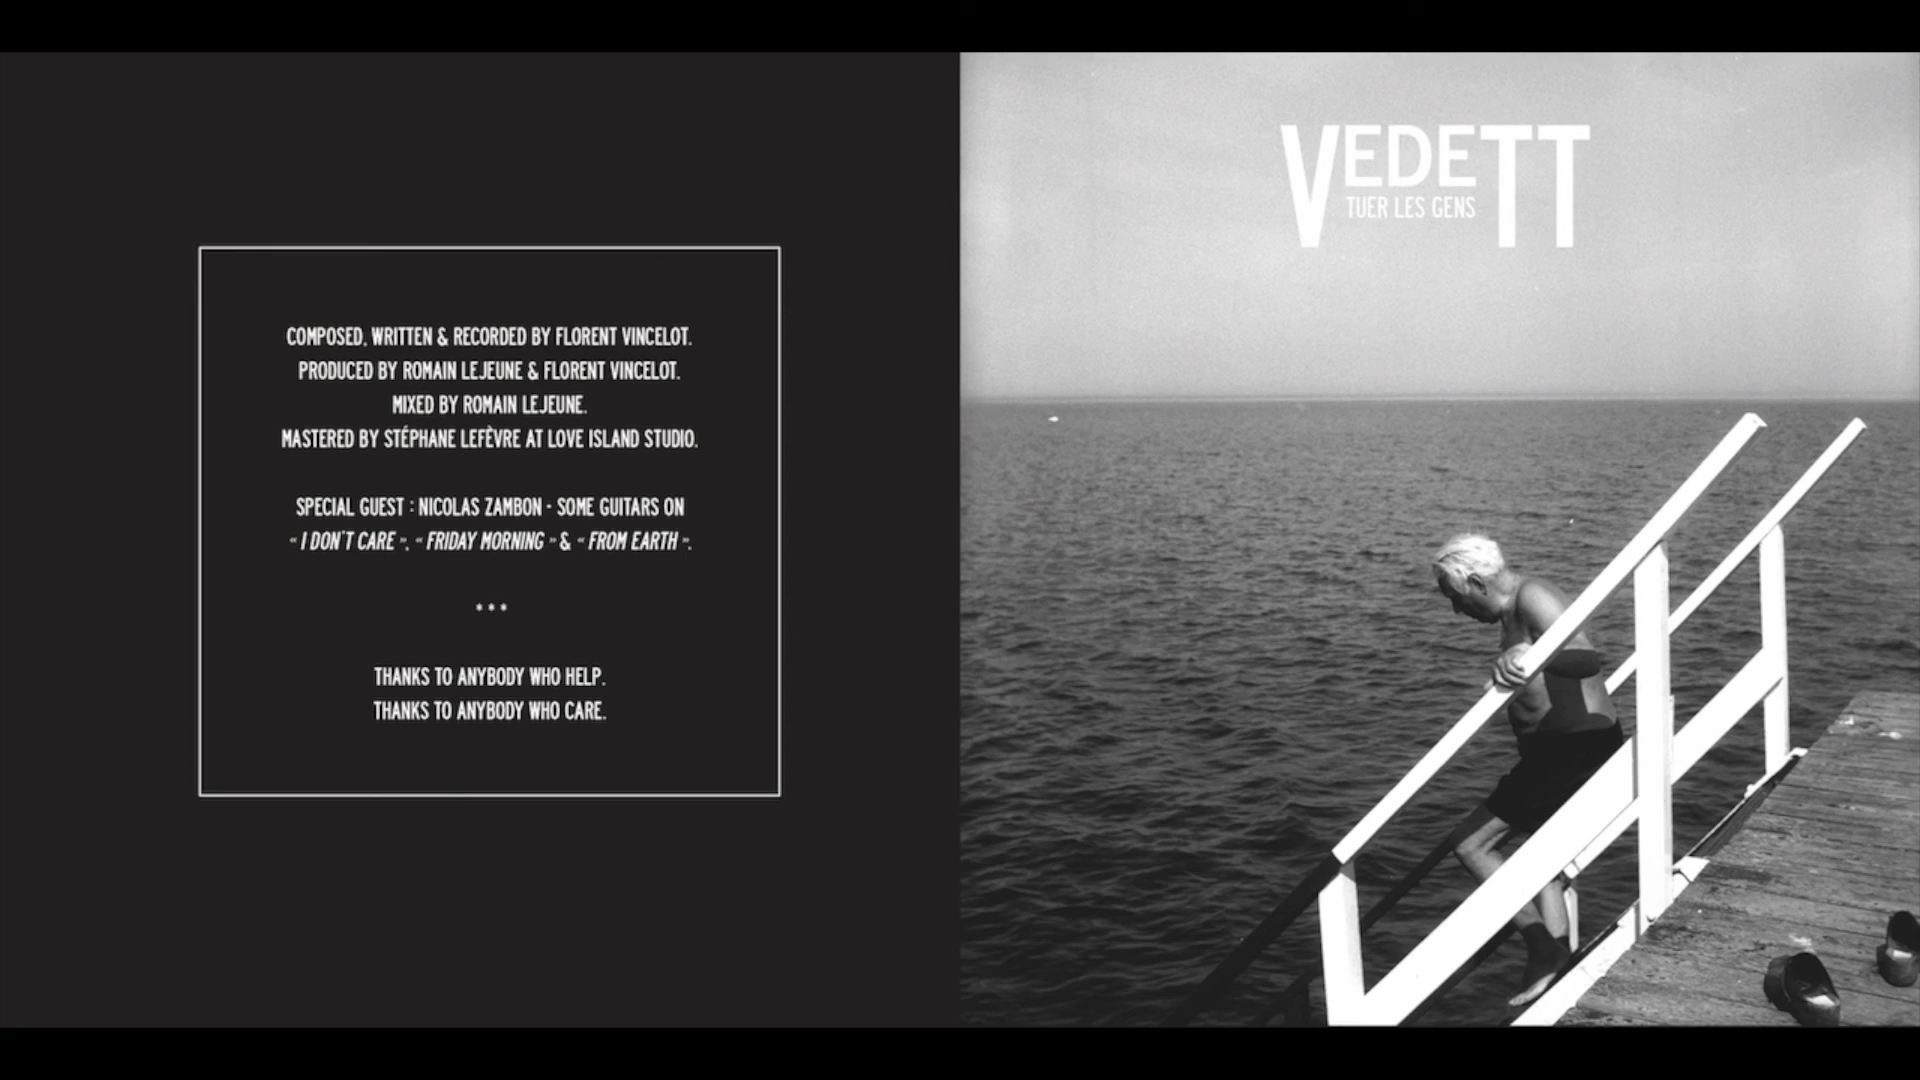 COMPOSED, WRITTEN & RECORDED BY FLORENT VINCELOT.
PRODUCED BY ROMAIN LEJEUNE & FLORENT VINCELOT.
MIXED BY ROMAIN LEJEUNE.
MASTERED BY STÉPHANE LEFÈVRE AT LOVE ISLAND STUDIO.
SPECIAL GUEST : NICOLAS ZAMBON - SOME GUITARS ON
« I DON'T CARE », « FRIDAY MORNING » & « FROM EARTH ».
***
THANKS TO ANYBODY WHO HELP.
THANKS TO ANYBODY WHO CARE.
VEDETT
TUER LES GENS